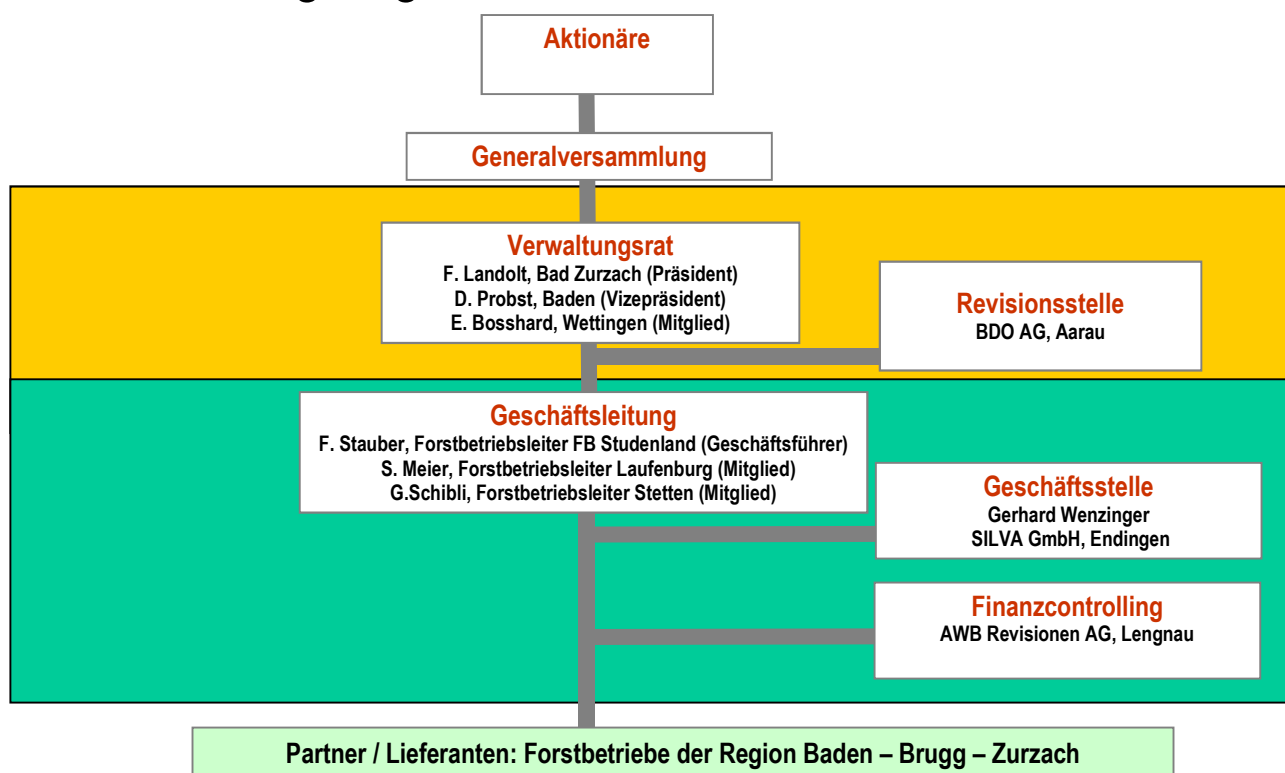 Aktionäre
Generalversammlung
Verwaltungsrat
F. Landolt, Bad Zurzach (Präsident)
D. Probst, Baden (Vizepräsident)
E. Bosshard, Wettingen (Mitglied)
Revisionsstelle
BDO AG, Aarau
Geschäftsleitung
F. Stauber, Forstbetriebsleiter FB Studenland (Geschäftsführer)
S. Meier, Forstbetriebsleiter Laufenburg (Mitglied)
G.Schibli, Forstbetriebsleiter Stetten (Mitglied)
Geschäftsstelle
Gerhard Wenzinger
SILVA GmbH, Endingen
Finanzcontrolling
AWB Revisionen AG, Lengnau
Partner / Lieferanten: Forstbetriebe der Region Baden – Brugg – Zurzach